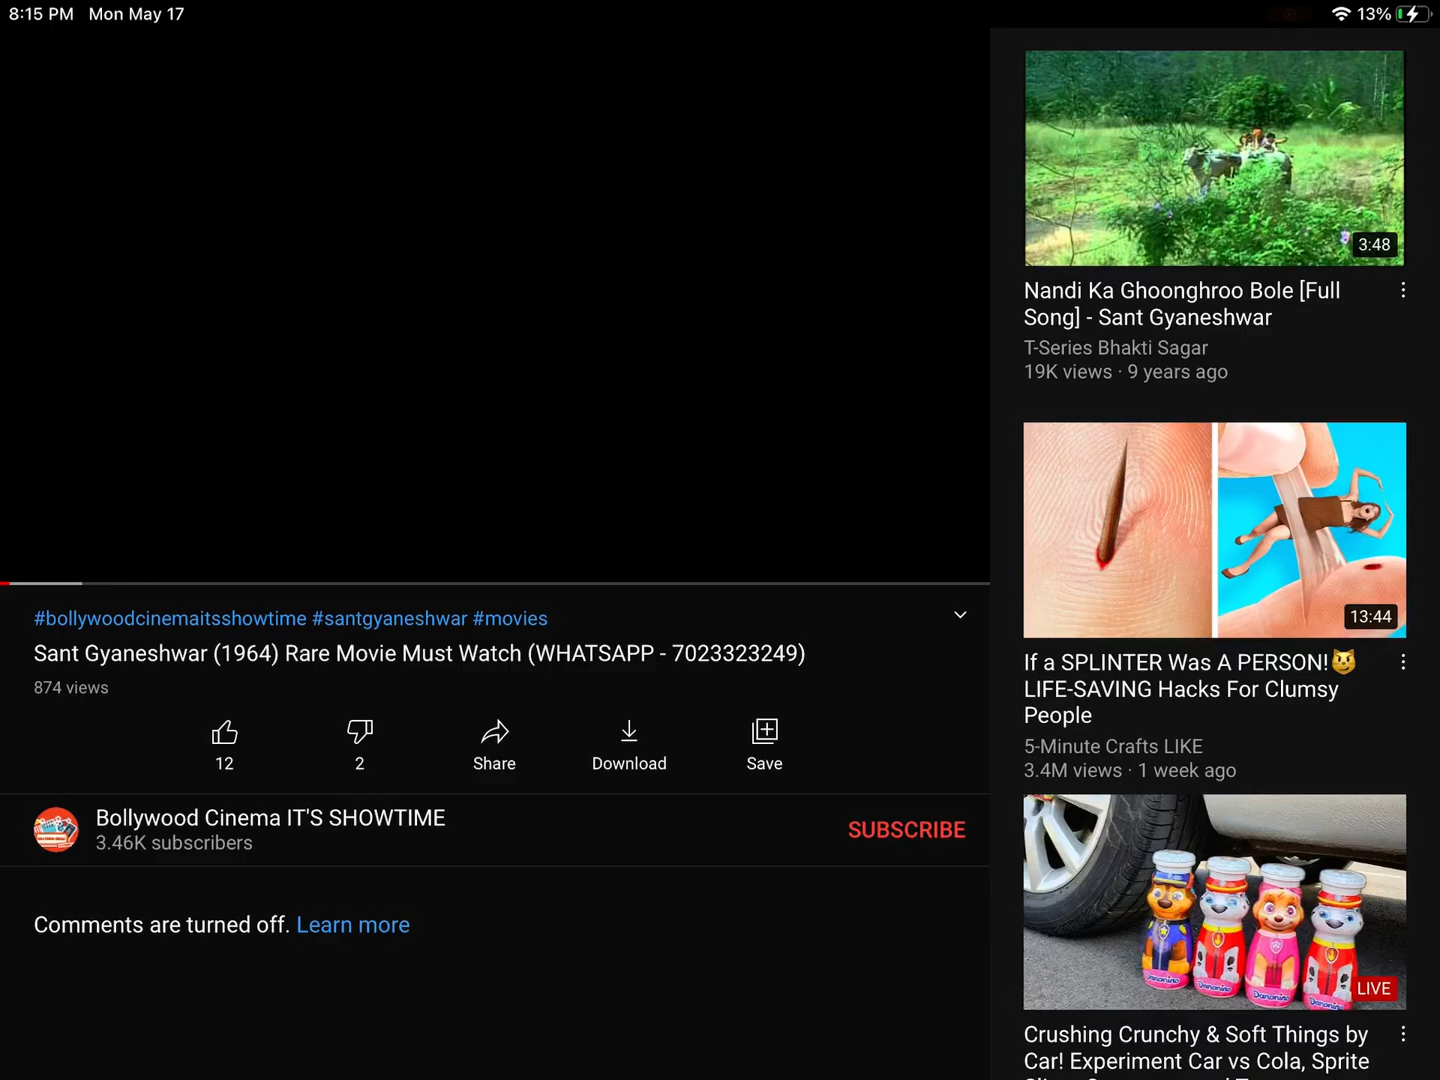 8:15 PM Mon May 17
13%
#bollywoodcinemaitsshowtime #santgyaneshwar #movies
Sant Gyaneshwar (1964) Rare Movie Must Watch (WHATSAPP - 7023323249)
874 views
12
2
Share
Download
Save
Bollywood Cinema IT'S SHOWTIME
3.46K subscribers
SUBSCRIBE
Comments are turned off. Learn more
3:48
Nandi Ka Ghoonghroo Bole [Full
Song] - Sant Gyaneshwar
T-Series Bhakti Sagar
19K views · 9 years ago
13:44
If a SPLINTER Was A PERSON!😼
LIFE-SAVING Hacks For Clumsy
People
5-Minute Crafts LIKE
3.4M views · 1 week ago
Danonino Danonino Danonino Danonino
LIVE
Crushing Crunchy & Soft Things by
Car! Experiment Car vs Cola, Sprite